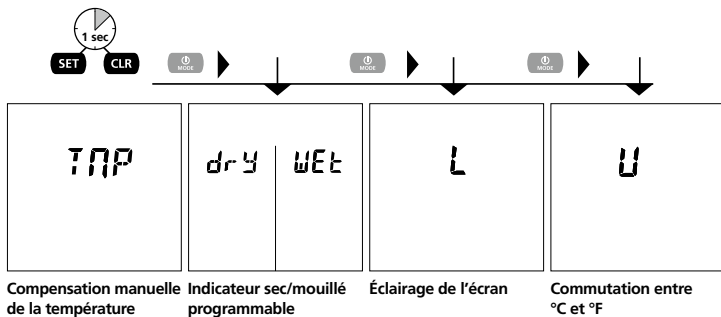 1 sec
SET CLR
MODE MODE MODE
TMP dry WEt L U
Compensation manuelle de la température
Indicateur sec/mouillé programmable
Éclairage de l'écran
Commutation entre °C et °F